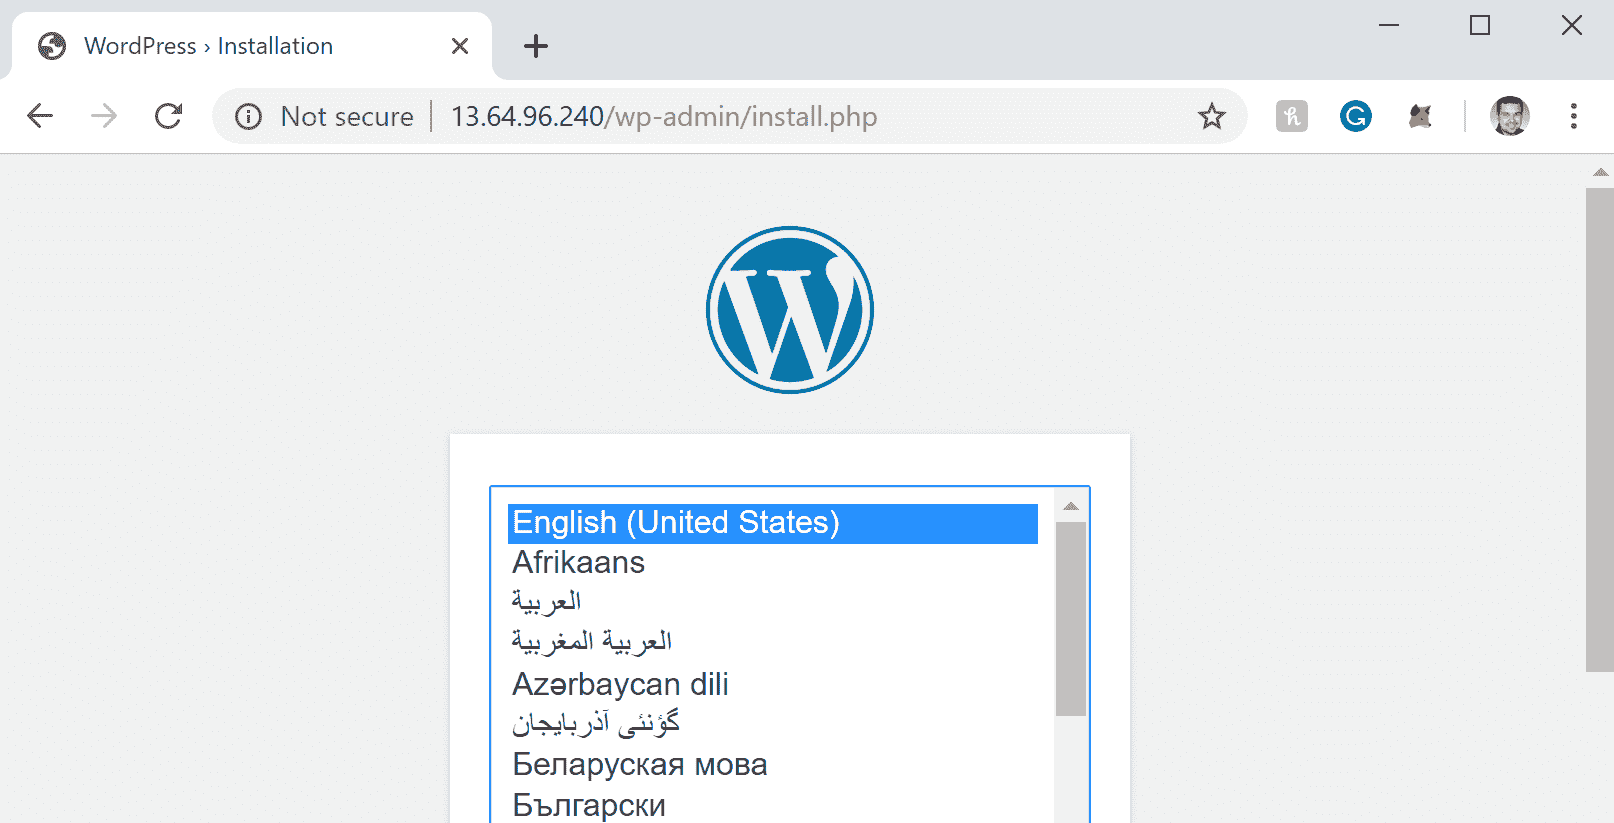 WordPress › Installation
Not secure | 13.64.96.240/wp-admin/install.php
English (United States)
Afrikaans
العربية
العربية المغربية
Azərbaycan dili
گؤنئی آذربایجان
Беларуская мова
Български